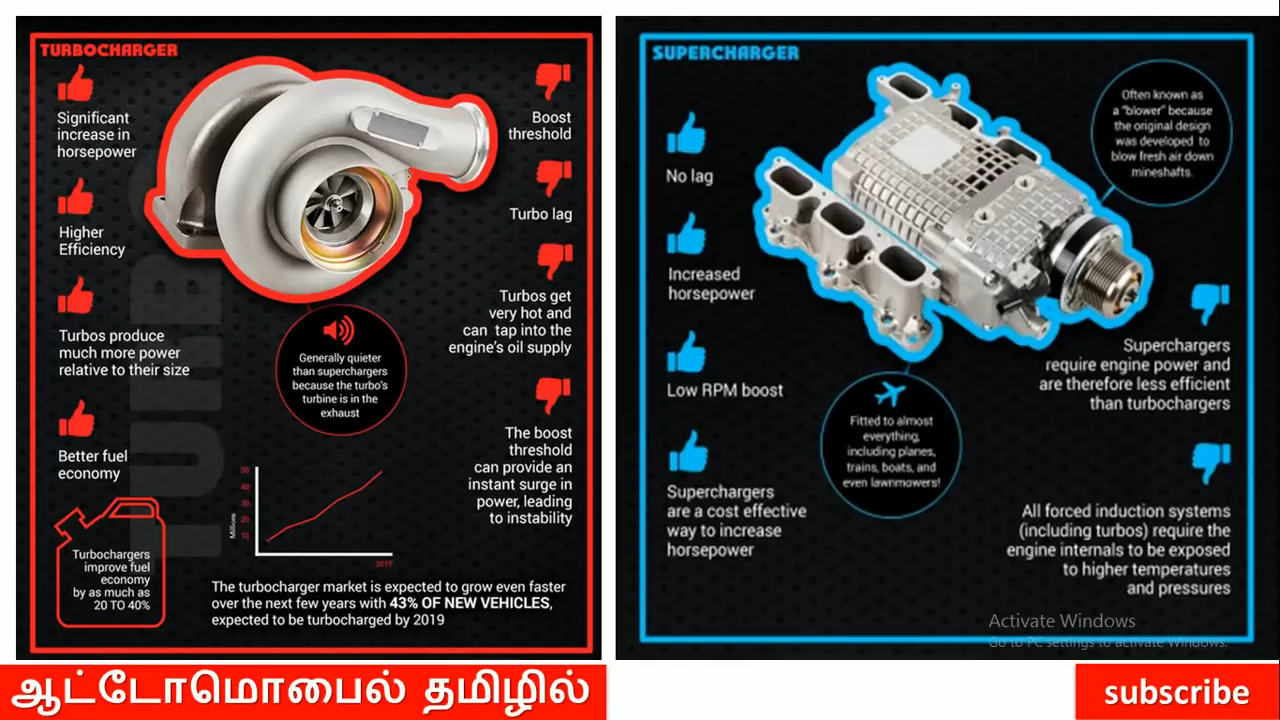 TURBOCHARGER
Significant
increase in
horsepower
Higher
Efficiency
Turbos produce
much more power
relative to their size
Better fuel
economy
Turbochargers
improve fuel
economy
by as much as
20 TO 40%
TURBO
Generally quieter
than superchargers
because the turbo's
turbine is in the
exhaust
50
40
30
20
10
Millions
2019
The turbocharger market is expected to grow even faster
over the next few years with 43% OF NEW VEHICLES,
expected to be turbocharged by 2019
Boost
threshold
Turbo lag
Turbos get
very hot and
can tap into the
engine's oil supply
The boost
threshold
can provide an
instant surge in
power, leading
to instability
SUPERCHARGER
No lag
Increased
horsepower
Low RPM boost
Superchargers
are a cost effective
way to increase
horsepower
Often known as
a "blower" because
the original design
was developed to
blow fresh air down
mineshafts.
Fitted to almost
everything,
including planes,
trains, boats, and
even lawnmowers!
Superchargers
require engine power and
are therefore less efficient
than turbochargers
All forced induction systems
(including turbos) require the
engine internals to be exposed
to higher temperatures
and pressures
Activate Windows
Go to PC settings to activate Windows.
ஆட்டோமொபைல் தமிழில்
subscribe